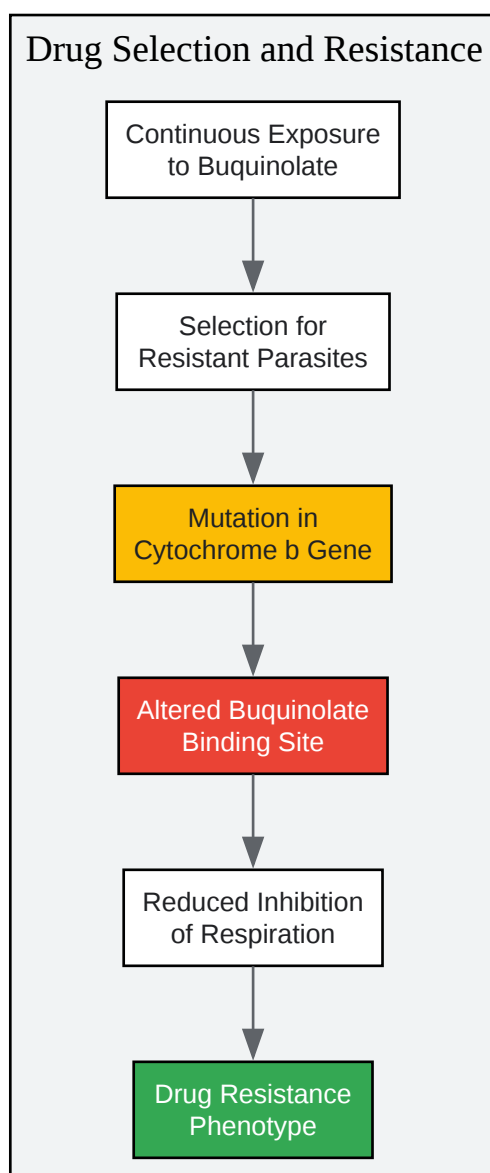 Drug Selection and Resistance
Continuous Exposure
to Buquinolate
Selection for
Resistant Parasites
Mutation in
Cytochrome b Gene
Altered Buquinolate
Binding Site
Reduced Inhibition
of Respiration
Drug Resistance
Phenotype